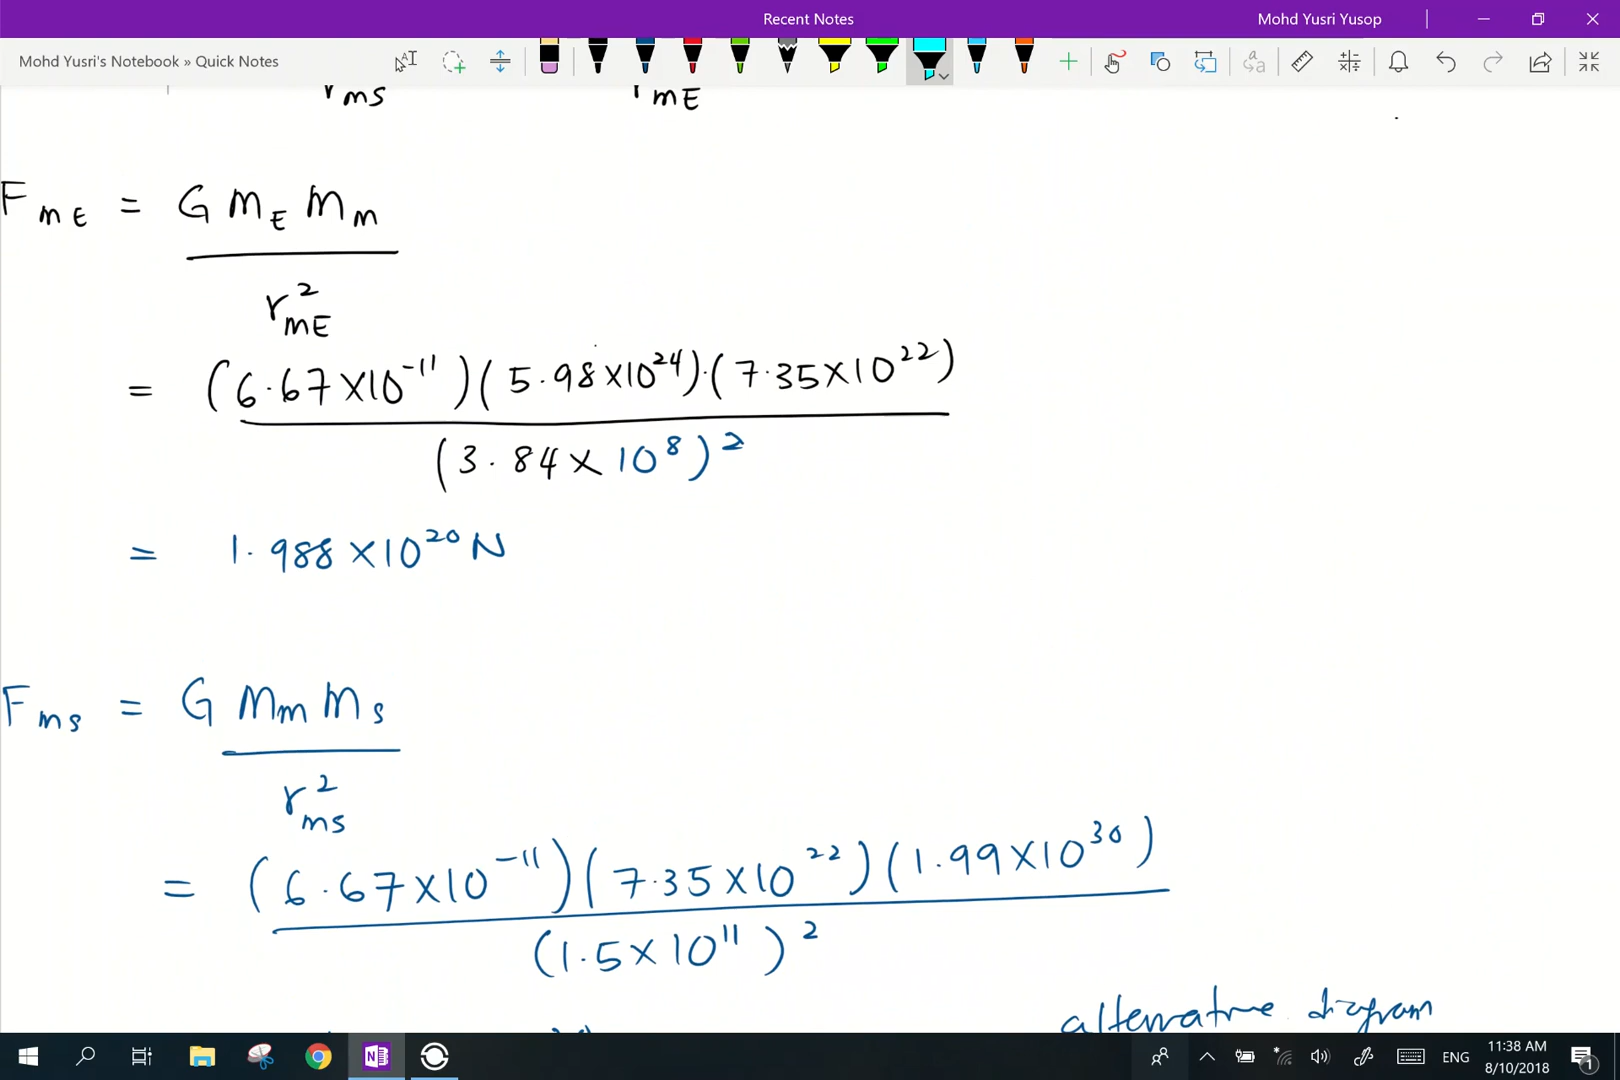 Recent Notes
Mohd Yusri Yusop
Mohd Yusri's Notebook » Quick Notes
r_ms r_mE
F_mE = G m_E m_m
r²_mE
= (6.67×10⁻¹¹)(5.98×10²⁴)·(7.35×10²²)
(3.84×10⁸)²
= 1.988×10²⁰ N
F_ms = G m_m m_s
r²_ms
= (6.67×10⁻¹¹)(7.35×10²²)(1.99×10³⁰)
(1.5×10¹¹)²
alternative diagram
ENG
11:38 AM
8/10/2018
1